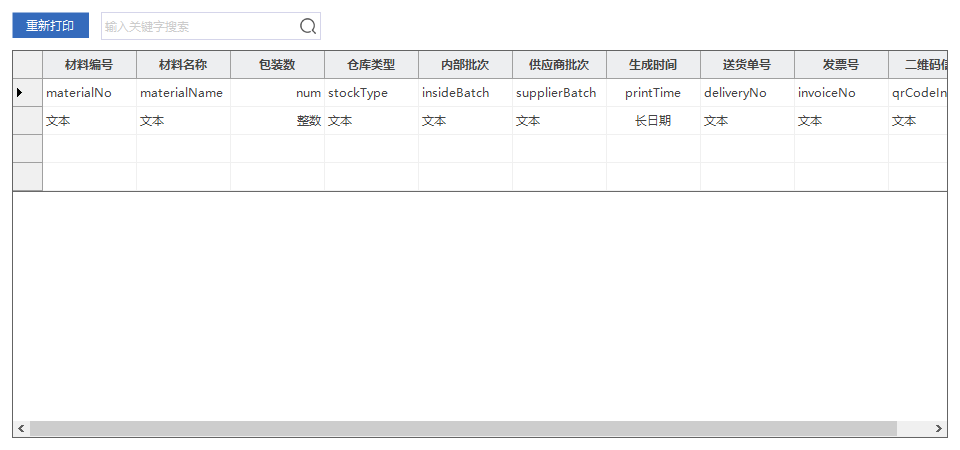 重新打印 输入关键字搜索
材料编号 材料名称 包装数 仓库类型 内部批次 供应商批次 生成时间 送货单号 发票号 二维码信
materialNo materialName num stockType insideBatch supplierBatch printTime deliveryNo invoiceNo qrCodeIn
文本 文本 整数 文本 文本 文本 长日期 文本 文本 文本